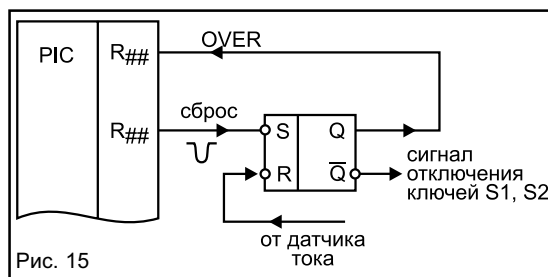 PIC
R##
OVER
R##
сброс
S
Q
R
Q̅
сигнал
отключения
ключей S1, S2
от датчика
тока
Рис. 15